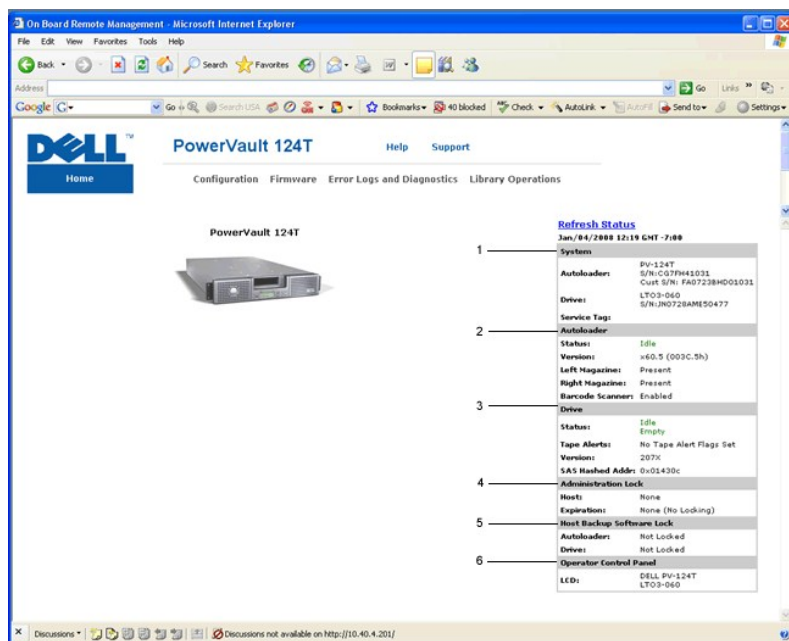 On Board Remote Management - Microsoft Internet Explorer
File Edit View Favorites Tools Help
Back Search Favorites
Address Go Links »
Google G Go Search USA Bookmarks 40 blocked Check AutoLink AutoFill Send to Settings
DELL™
PowerVault 124T Help Support
Home
Configuration Firmware Error Logs and Diagnostics Library Operations
PowerVault 124T
Refresh Status
Jan/04/2008 12:19 GMT -7:00
1 System
Autoloader: PV-124T
S/N:CG7FH41031
Cust S/N: FA0723BHD01031
Drive: LTO3-060
S/N:JN0728AME50477
Service Tag:
2 Autoloader
Status: Idle
Version: x60.5 (003C.5h)
Left Magazine: Present
Right Magazine: Present
Barcode Scanner: Enabled
3 Drive
Status: Idle
Empty
Tape Alerts: No Tape Alert Flags Set
Version: 207X
SAS Hashed Addr: 0x01430c
4 Administration Lock
Host: None
Expiration: None (No Locking)
5 Host Backup Software Lock
Autoloader: Not Locked
Drive: Not Locked
6 Operator Control Panel
LCD: DELL PV-124T
LTO3-060
Discussions Discussions not available on http://10.40.4.201/